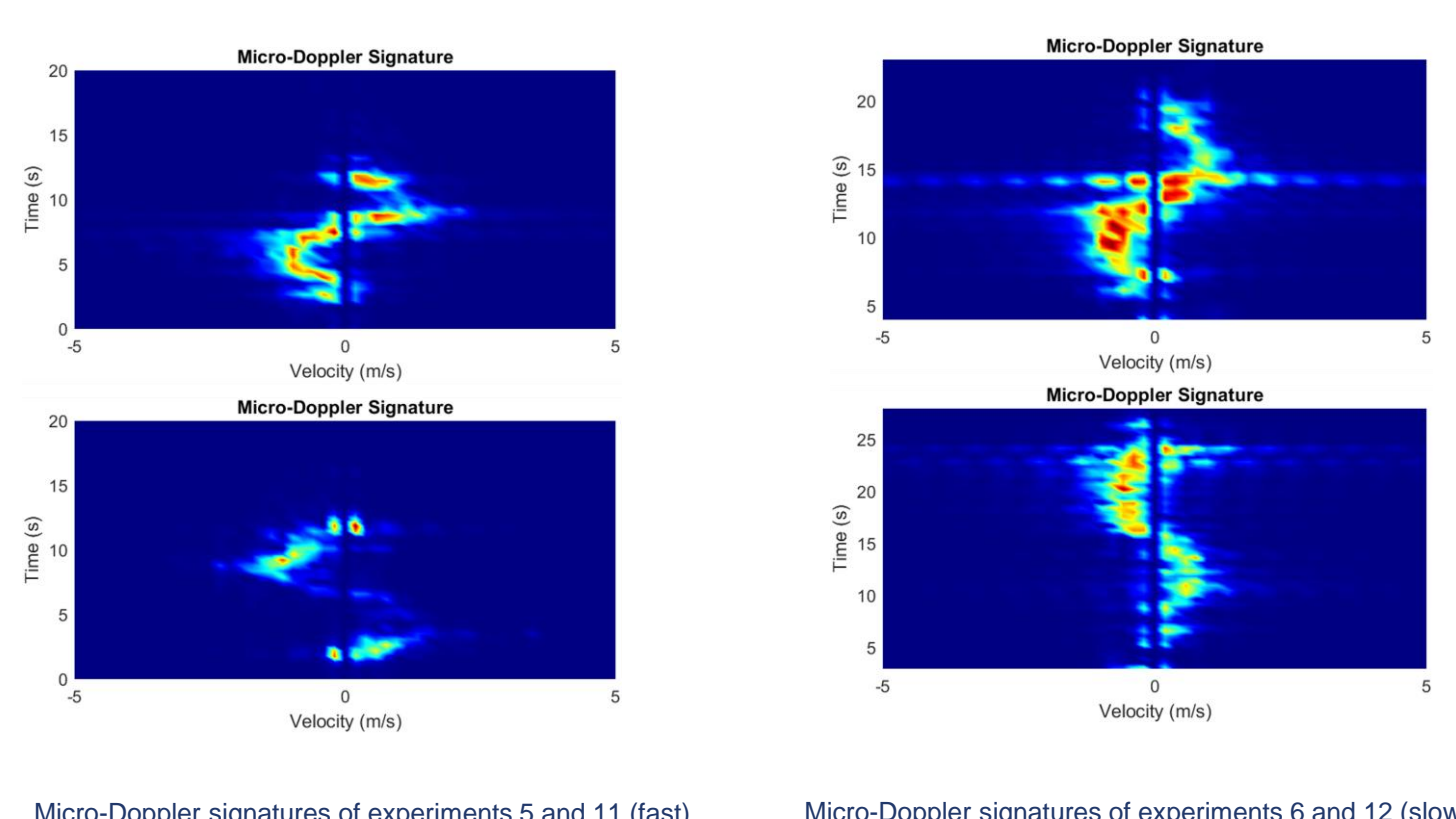 Micro-Doppler Signature
20
15
10
5
0
Time (s)
-5
0
5
Velocity (m/s)
Micro-Doppler Signature
20
15
10
5
Time (s)
-5
0
5
Velocity (m/s)
Micro-Doppler Signature
20
15
10
5
0
Time (s)
-5
0
5
Velocity (m/s)
Micro-Doppler Signature
25
20
15
10
5
Time (s)
-5
0
5
Velocity (m/s)
Micro-Doppler signatures of experiments 5 and 11 (fast)
Micro-Doppler signatures of experiments 6 and 12 (slow